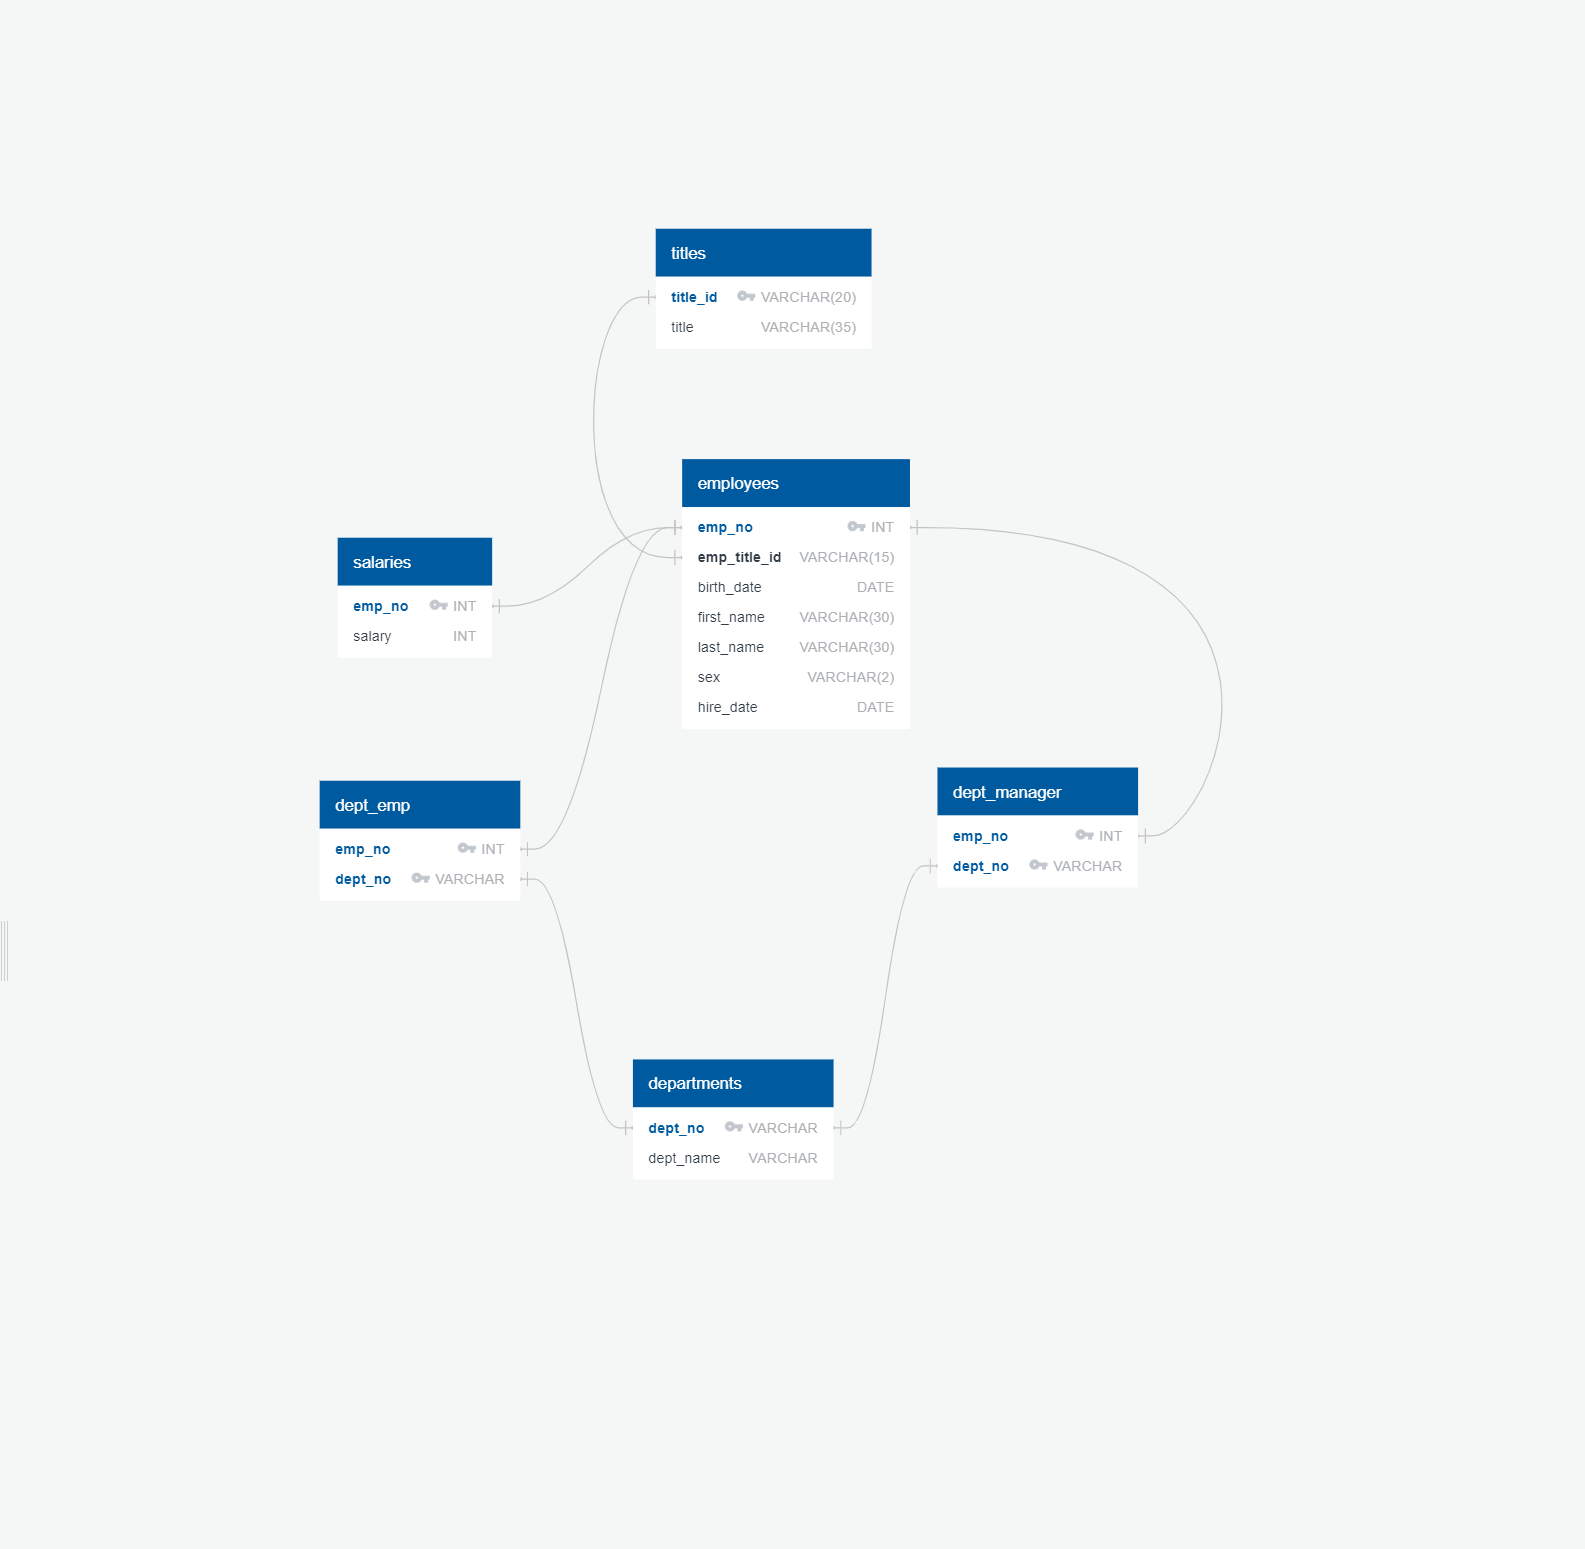 titles
title_id VARCHAR(20)
title VARCHAR(35)
employees
emp_no INT
emp_title_id VARCHAR(15)
birth_date DATE
first_name VARCHAR(30)
last_name VARCHAR(30)
sex VARCHAR(2)
hire_date DATE
salaries
emp_no INT
salary INT
dept_emp
emp_no INT
dept_no VARCHAR
dept_manager
emp_no INT
dept_no VARCHAR
departments
dept_no VARCHAR
dept_name VARCHAR